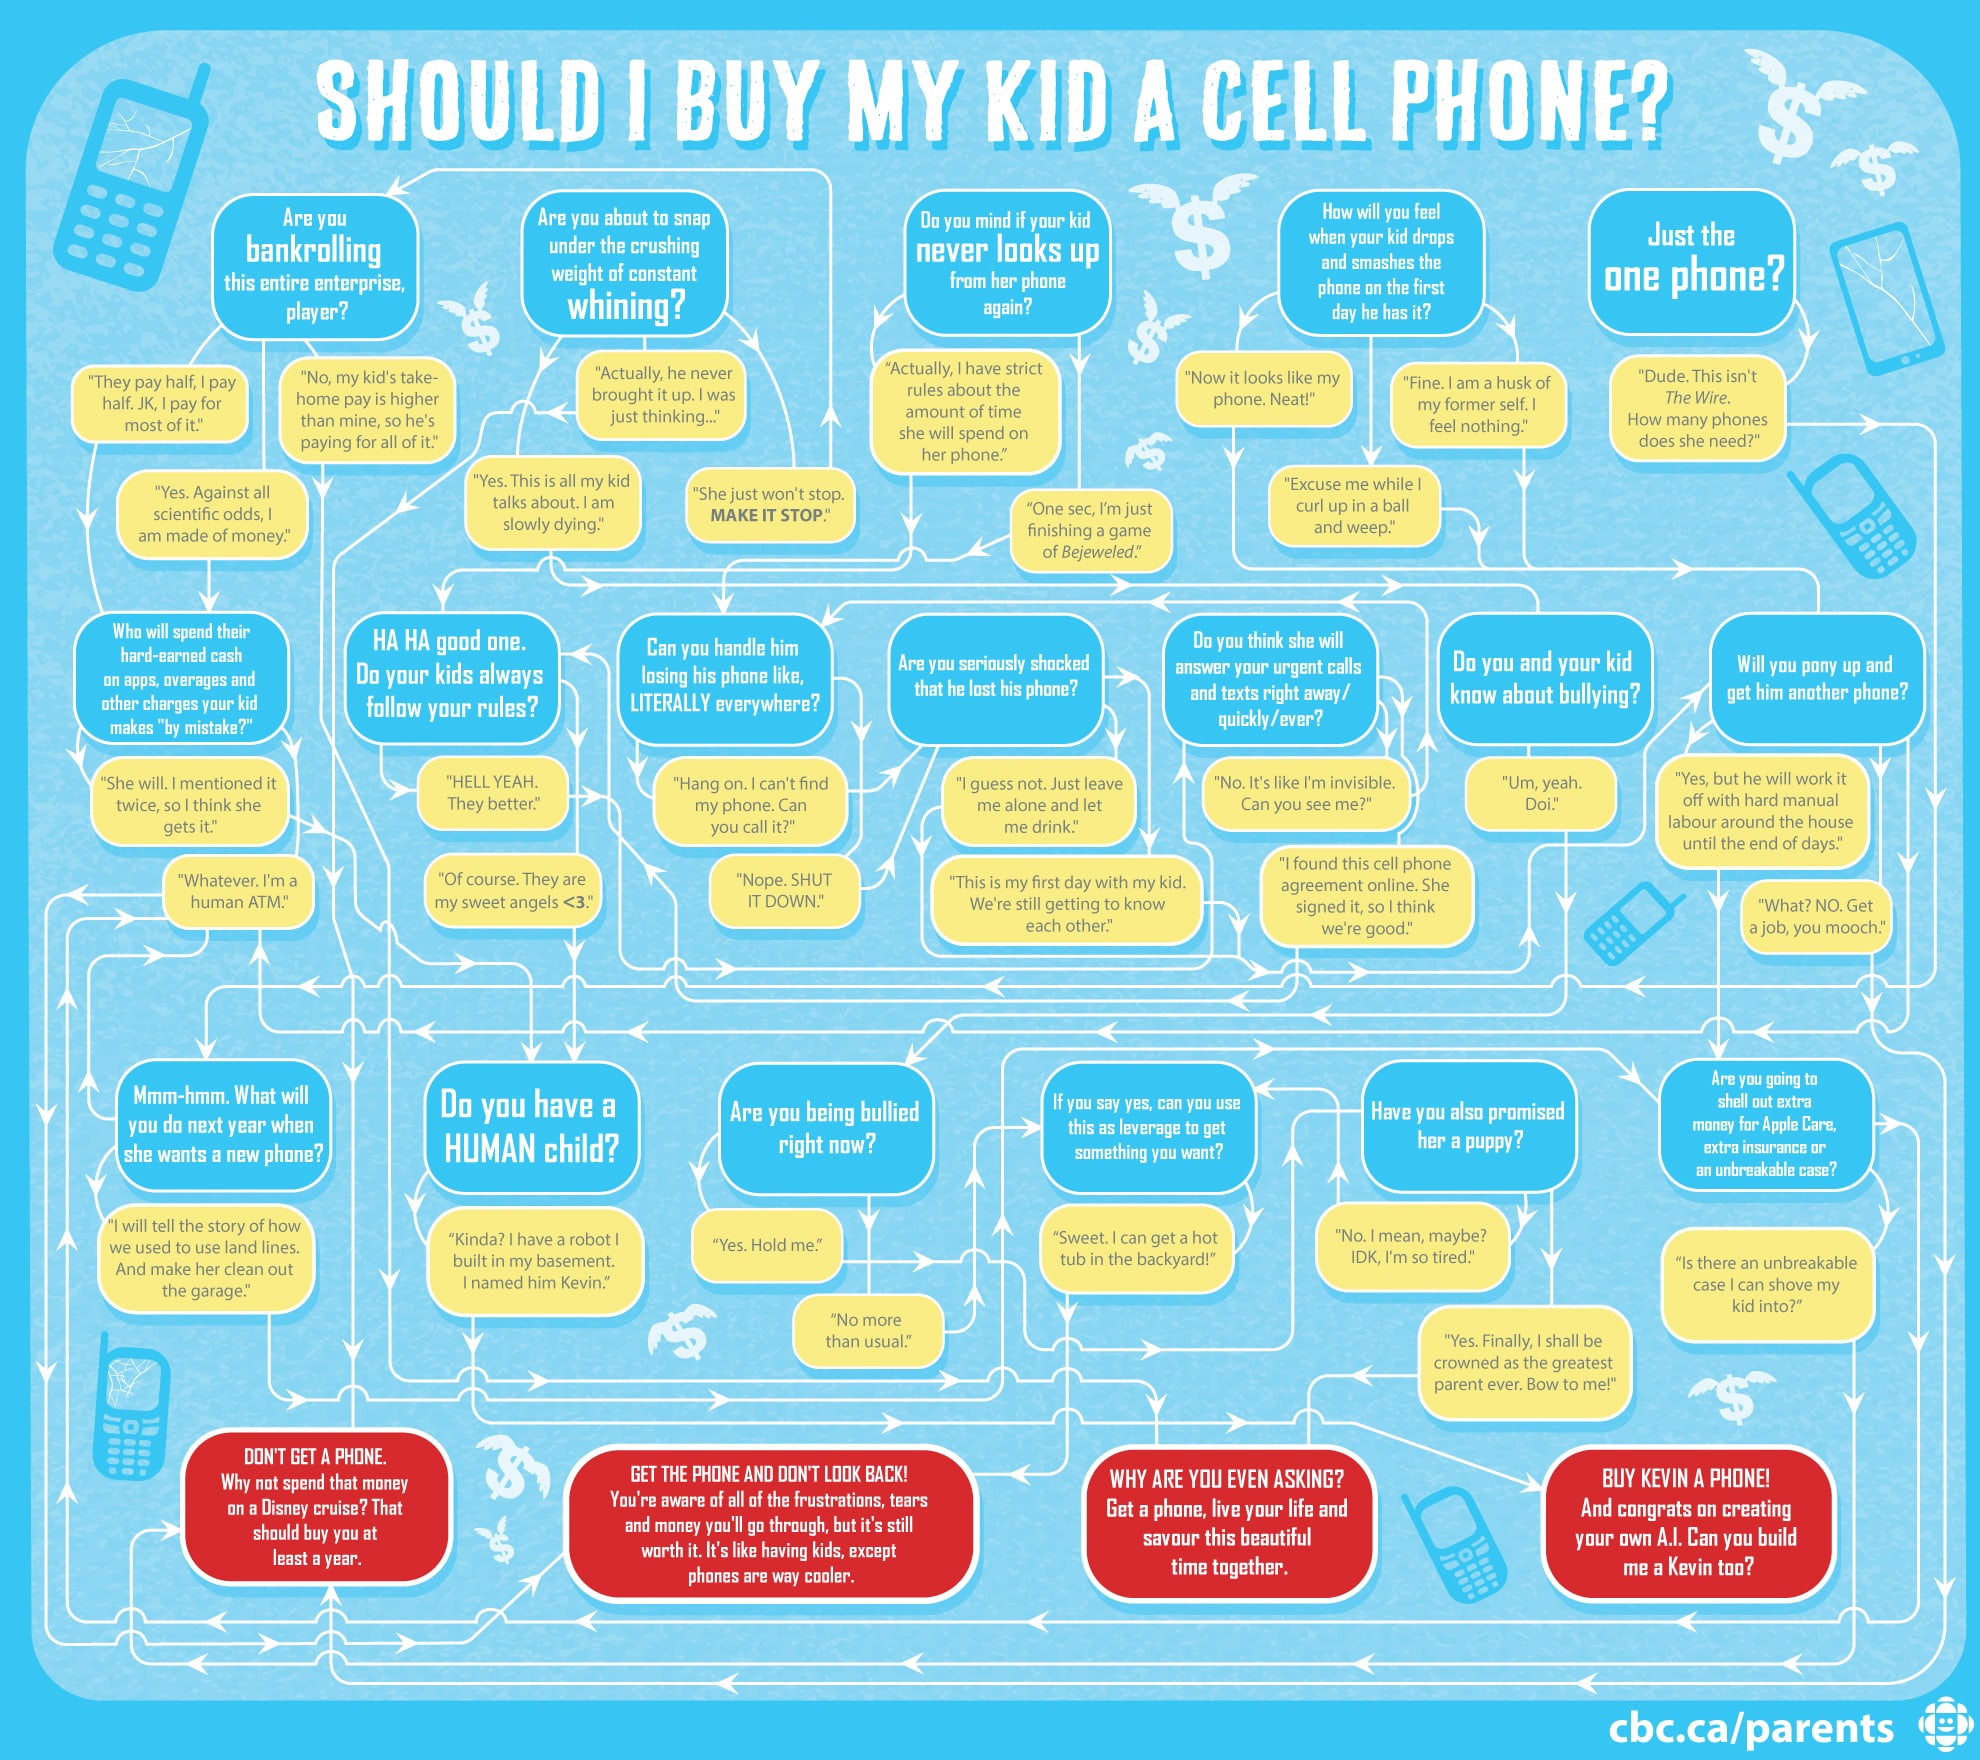 SHOULD I BUY MY KID A CELL PHONE?
Are you
bankrolling
this entire enterprise,
player?
Are you about to snap
under the crushing
weight of constant
whining?
Do you mind if your kid
never looks up
from her phone
again?
How will you feel
when your kid drops
and smashes the
phone on the first
day he has it?
Just the
one phone?
"They pay half, I pay
half. JK, I pay for
most of it."
"No, my kid's take-
home pay is higher
than mine, so he's
paying for all of it."
"Actually, he never
brought it up. I was
just thinking..."
"Actually, I have strict
rules about the
amount of time
she will spend on
her phone."
"Now it looks like my
phone. Neat!"
"Fine. I am a husk of
my former self. I
feel nothing."
"Dude. This isn't
The Wire.
How many phones
does she need?"
"Yes. Against all
scientific odds, I
am made of money."
"Yes. This is all my kid
talks about. I am
slowly dying."
"She just won't stop.
MAKE IT STOP."
"One sec, I'm just
finishing a game
of Bejeweled."
"Excuse me while I
curl up in a ball
and weep."
Who will spend their
hard-earned cash
on apps, overages and
other charges your kid
makes "by mistake?"
HA HA good one.
Do your kids always
follow your rules?
Can you handle him
losing his phone like,
LITERALLY everywhere?
Are you seriously shocked
that he lost his phone?
Do you think she will
answer your urgent calls
and texts right away/
quickly/ever?
Do you and your kid
know about bullying?
Will you pony up and
get him another phone?
"She will. I mentioned it
twice, so I think she
gets it."
"HELL YEAH.
They better."
"Hang on. I can't find
my phone. Can
you call it?"
"I guess not. Just leave
me alone and let
me drink."
"No. It's like I'm invisible.
Can you see me?"
"Um, yeah.
Doi."
"Yes, but he will work it
off with hard manual
labour around the house
until the end of days."
"Whatever. I'm a
human ATM."
"Of course. They are
my sweet angels <3."
"Nope. SHUT
IT DOWN."
"This is my first day with my kid.
We're still getting to know
each other."
"I found this cell phone
agreement online. She
signed it, so I think
we're good."
"What? NO. Get
a job, you mooch."
Mmm-hmm. What will
you do next year when
she wants a new phone?
Do you have a
HUMAN child?
Are you being bullied
right now?
If you say yes, can you use
this as leverage to get
something you want?
Have you also promised
her a puppy?
Are you going to
shell out extra
money for Apple Care,
extra insurance or
an unbreakable case?
"I will tell the story of how
we used to use land lines.
And make her clean out
the garage."
"Kinda? I have a robot I
built in my basement.
I named him Kevin."
"Yes. Hold me."
"Sweet. I can get a hot
tub in the backyard!"
"No. I mean, maybe?
IDK, I'm so tired."
"Is there an unbreakable
case I can shove my
kid into?"
"No more
than usual."
"Yes. Finally, I shall be
crowned as the greatest
parent ever. Bow to me!"
DON'T GET A PHONE.
Why not spend that money
on a Disney cruise? That
should buy you at
least a year.
GET THE PHONE AND DON'T LOOK BACK!
You're aware of all of the frustrations, tears
and money you'll go through, but it's still
worth it. It's like having kids, except
phones are way cooler.
WHY ARE YOU EVEN ASKING?
Get a phone, live your life and
savour this beautiful
time together.
BUY KEVIN A PHONE!
And congrats on creating
your own A.I. Can you build
me a Kevin too?
cbc.ca/parents